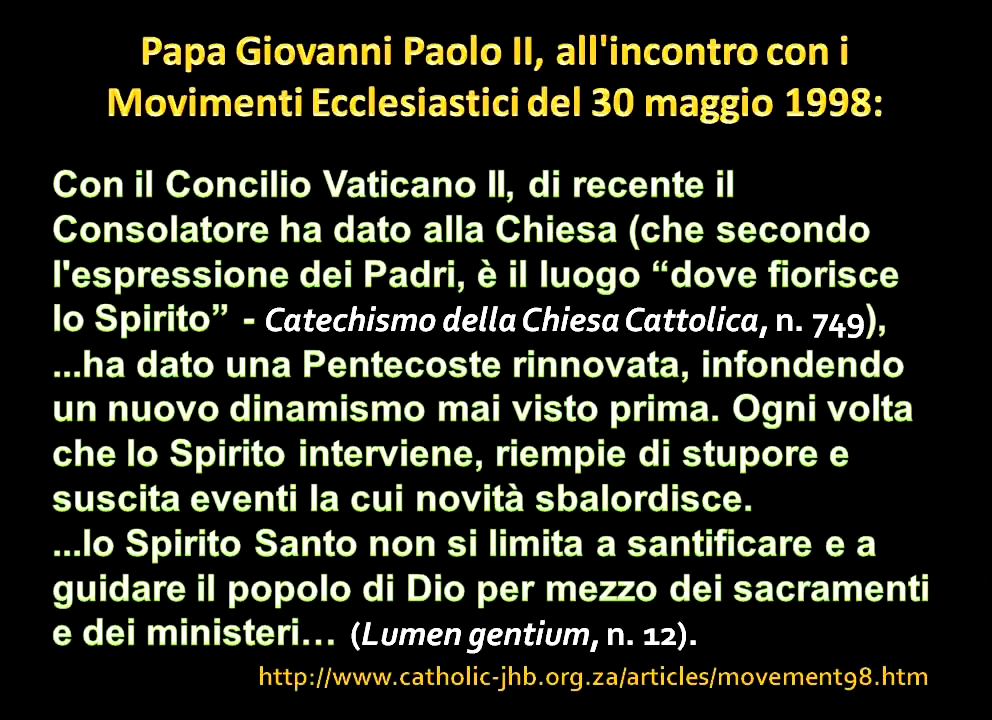 Papa Giovanni Paolo II, all'incontro con i
Movimenti Ecclesiastici del 30 maggio 1998:
Con il Concilio Vaticano II, di recente il
Consolatore ha dato alla Chiesa (che secondo
l'espressione dei Padri, è il luogo “dove fiorisce
lo Spirito” - Catechismo della Chiesa Cattolica, n. 749),
...ha dato una Pentecoste rinnovata, infondendo
un nuovo dinamismo mai visto prima. Ogni volta
che lo Spirito interviene, riempie di stupore e
suscita eventi la cui novità sbalordisce.
...lo Spirito Santo non si limita a santificare e a
guidare il popolo di Dio per mezzo dei sacramenti
e dei ministeri… (Lumen gentium, n. 12).
http://www.catholic-jhb.org.za/articles/movement98.htm